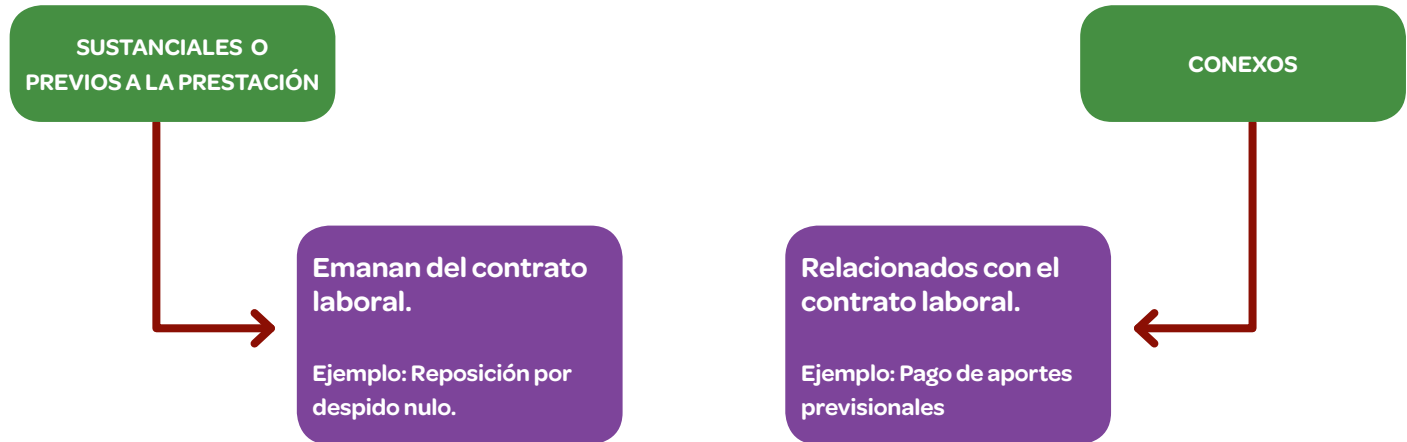 SUSTANCIALES O
PREVIOS A LA PRESTACIÓN
CONEXOS
Emanan del contrato
laboral.
Ejemplo: Reposición por
despido nulo.
Relacionados con el
contrato laboral.
Ejemplo: Pago de aportes
previsionales